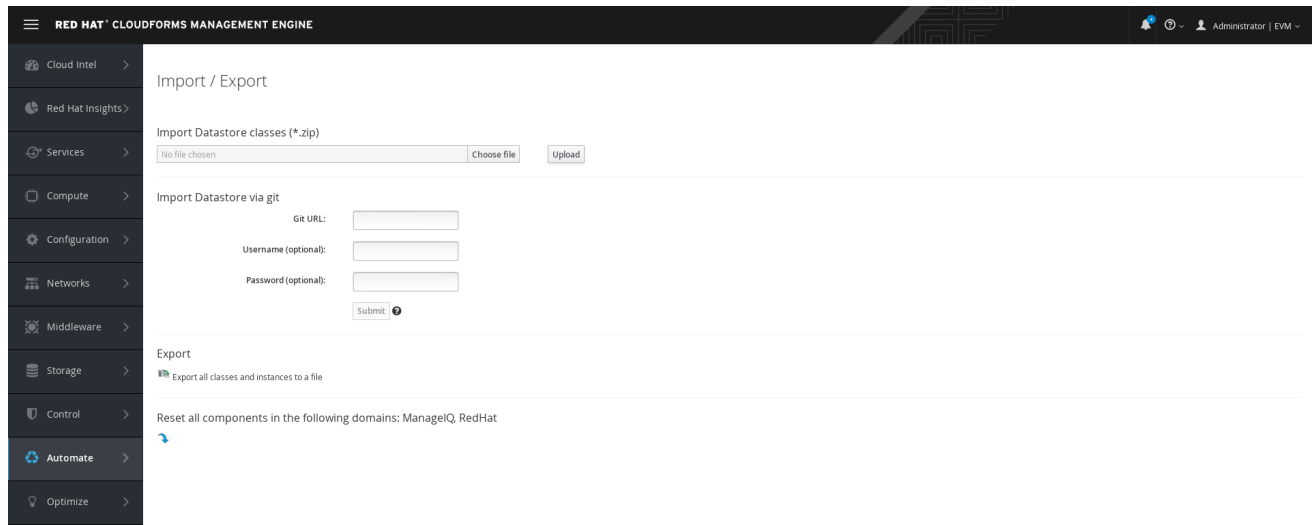 RED HAT® CLOUDFORMS MANAGEMENT ENGINE
Administrator | EVM
Cloud Intel
Red Hat Insights
Services
Compute
Configuration
Networks
Middleware
Storage
Control
Automate
Optimize
Import / Export
Import Datastore classes (*.zip)
No file chosen
Choose file
Upload
Import Datastore via git
Git URL:
Username (optional):
Password (optional):
Submit
Export
Export all classes and instances to a file
Reset all components in the following domains: ManageIQ, RedHat